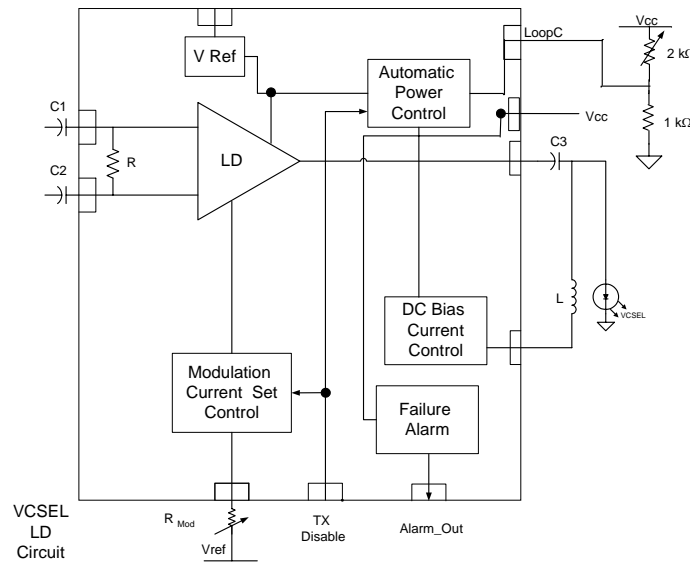 LoopC
Vcc
2 kΩ
1 kΩ
V Ref
Automatic
Power
Control
Vcc
C1
C2
R
LD
C3
L
VCSEL
DC Bias
Current
Control
Modulation
Current Set
Control
Failure
Alarm
VCSEL
LD
Circuit
R Mod
Vref
TX
Disable
Alarm_Out